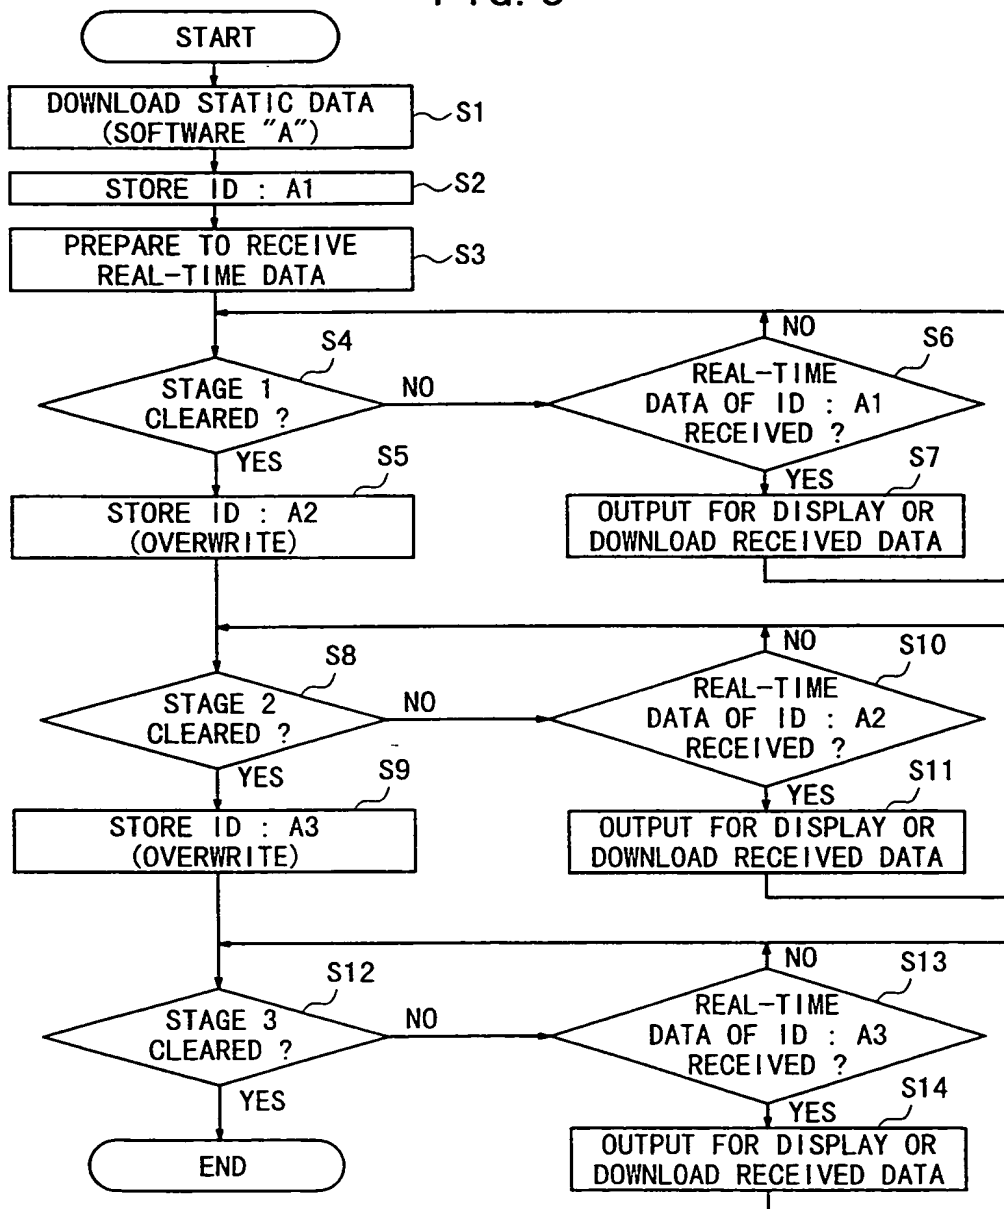 START
DOWNLOAD STATIC DATA
(SOFTWARE "A")
S1
STORE ID : A1
S2
PREPARE TO RECEIVE
REAL-TIME DATA
S3
S4
STAGE 1
CLEARED ?
NO
YES
S6
NO
REAL-TIME
DATA OF ID : A1
RECEIVED ?
YES
S5
STORE ID : A2
(OVERWRITE)
S7
OUTPUT FOR DISPLAY OR
DOWNLOAD RECEIVED DATA
S8
STAGE 2
CLEARED ?
NO
YES
S10
NO
REAL-TIME
DATA OF ID : A2
RECEIVED ?
YES
S9
STORE ID : A3
(OVERWRITE)
S11
OUTPUT FOR DISPLAY OR
DOWNLOAD RECEIVED DATA
S12
STAGE 3
CLEARED ?
NO
YES
S13
NO
REAL-TIME
DATA OF ID : A3
RECEIVED ?
YES
END
S14
OUTPUT FOR DISPLAY OR
DOWNLOAD RECEIVED DATA